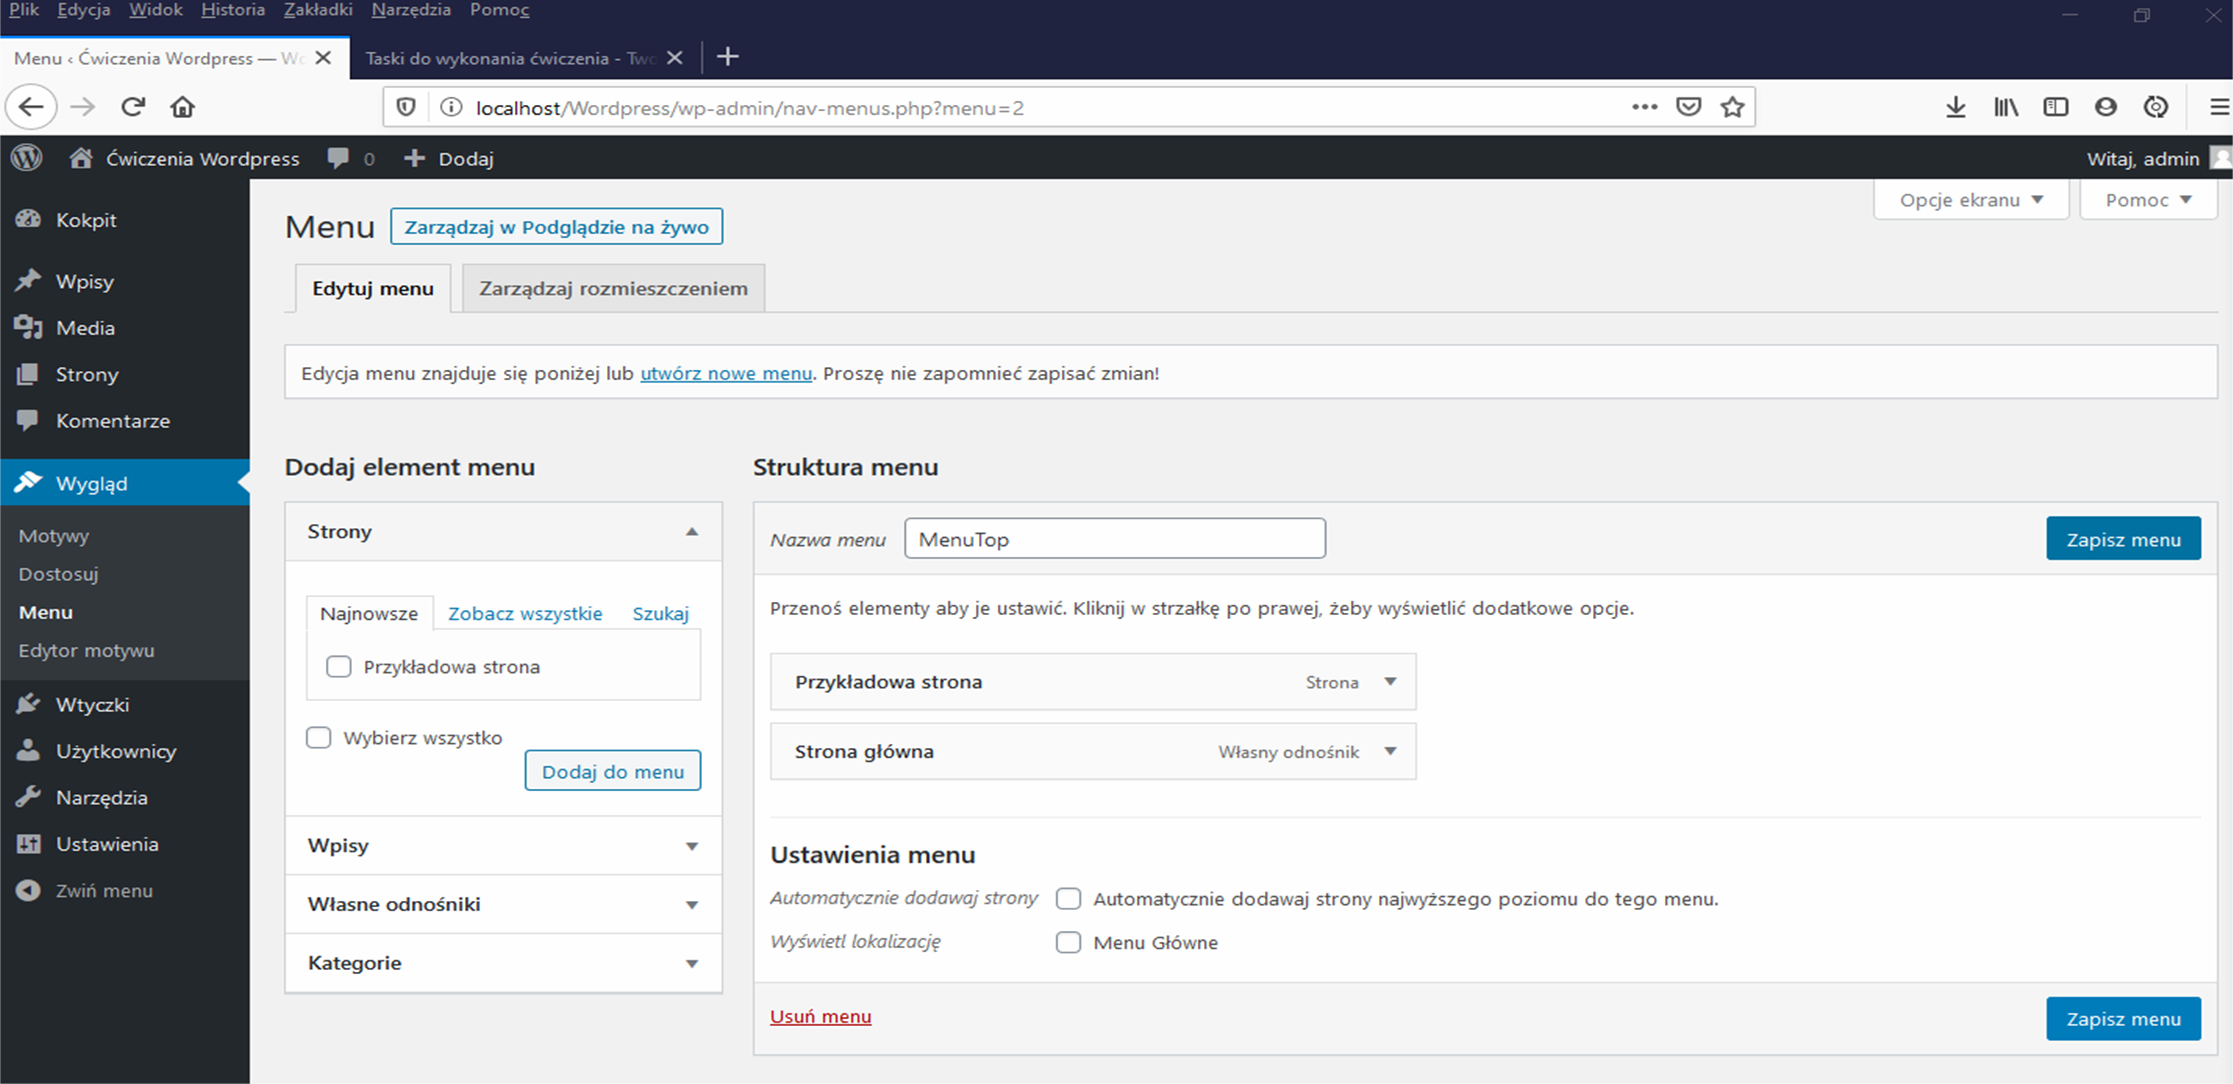 Plik Edycja Widok Historia Zakładki Narzędzia Pomoc
Menu ‹ Ćwiczenia Wordpress — Wo
Taski do wykonania ćwiczenia - Two
localhost/Wordpress/wp-admin/nav-menus.php?menu=2
Ćwiczenia Wordpress 0 Dodaj
Witaj, admin
Opcje ekranu
Pomoc
Kokpit
Wpisy
Media
Strony
Komentarze
Wygląd
Motywy
Dostosuj
Menu
Edytor motywu
Wtyczki
Użytkownicy
Narzędzia
Ustawienia
Zwiń menu
Menu
Zarządzaj w Podglądzie na żywo
Edytuj menu
Zarządzaj rozmieszczeniem
Edycja menu znajduje się poniżej lub utwórz nowe menu. Proszę nie zapomnieć zapisać zmian!
Dodaj element menu
Strony
Najnowsze Zobacz wszystkie Szukaj
Przykładowa strona
Wybierz wszystko
Dodaj do menu
Wpisy
Własne odnośniki
Kategorie
Struktura menu
Nazwa menu MenuTop
Zapisz menu
Przenoś elementy aby je ustawić. Kliknij w strzałkę po prawej, żeby wyświetlić dodatkowe opcje.
Przykładowa strona Strona
Strona główna Własny odnośnik
Ustawienia menu
Automatycznie dodawaj strony Automatycznie dodawaj strony najwyższego poziomu do tego menu.
Wyświetl lokalizację Menu Główne
Usuń menu
Zapisz menu